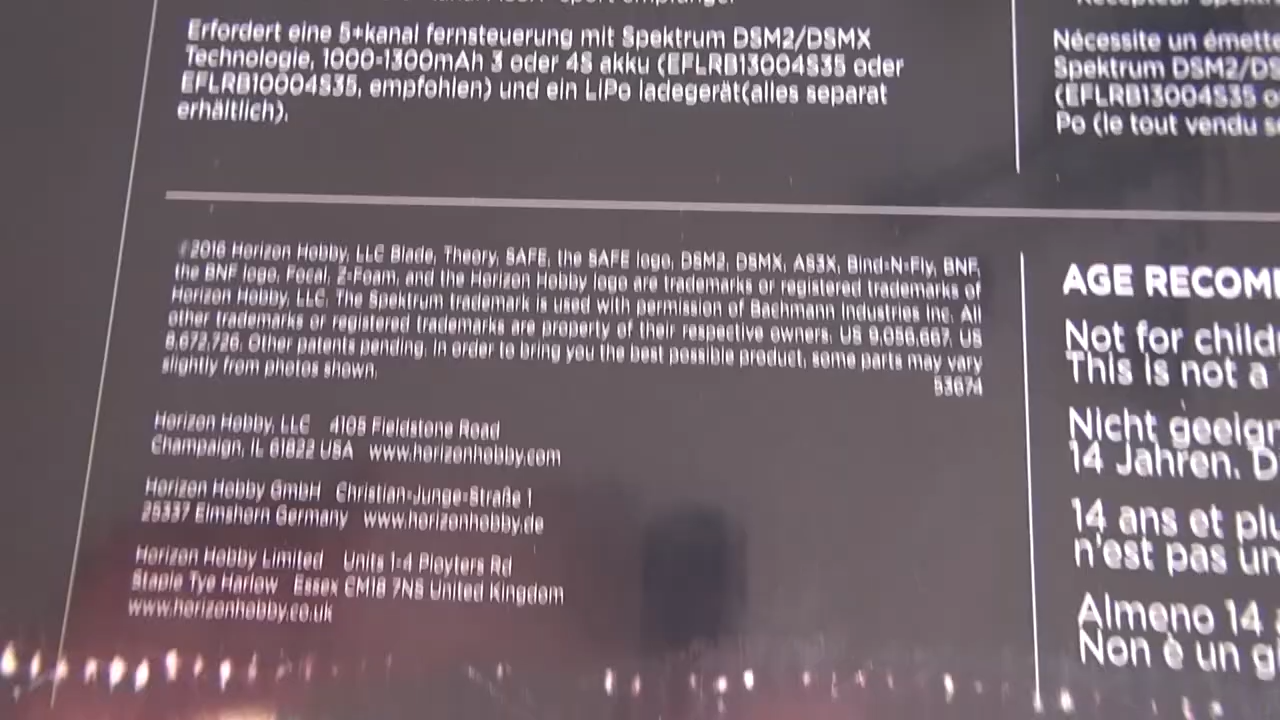 Erfordert eine 5+kanal fernsteuerung mit Spektrum DSM2/DSMX
Technologie, 1000-1300mAh 3 oder 4S akku (EFLRB13004S35 oder
EFLRB10004S35, empfohlen) und ein LiPo ladegerät(alles separat
erhältlich).
Nécessite un
Spektrum
(EFLRB13004S35
Po (le tout vendu
©2016 Horizon Hobby, LLC Blade, Theory, SAFE, the SAFE logo, DSM2, DSMX, AS3X, Bind-N-Fly, BNF,
the BNF logo, Focal, Z-Foam, and the Horizon Hobby logo are trademarks or registered trademarks of
Horizon Hobby, LLC. The Spektrum trademark is used with permission of Bachmann Industries Inc. All
other trademarks or registered trademarks are property of their respective owners. US 9,056,667. US
8,672,726. Other patents pending. In order to bring you the best possible product, some parts may vary
slightly from photos shown.
53674
Horizon Hobby, LLC 4105 Fieldstone Road
Champaign, IL 61822 USA www.horizonhobby.com
Horizon Hobby GmbH Christian-Junge-Straße 1
25337 Elmshorn Germany www.horizonhobby.de
Horizon Hobby Limited Units 1-4 Ployters Rd
Staple Tye Harlow Essex CM18 7NS United Kingdom
www.horizonhobby.co.uk
AGE RECOM
Not for child
This is not a
Nicht geeign
14 Jahren. D
14 ans et plu
n'est pas un
Almeno 14
Non è un g